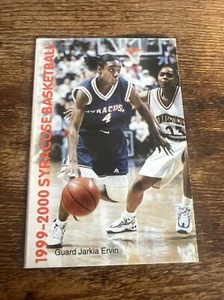 1999-2000 SYRACUSE BASKETBALL
SYRACUSE
4
Guard Jarkia Ervin